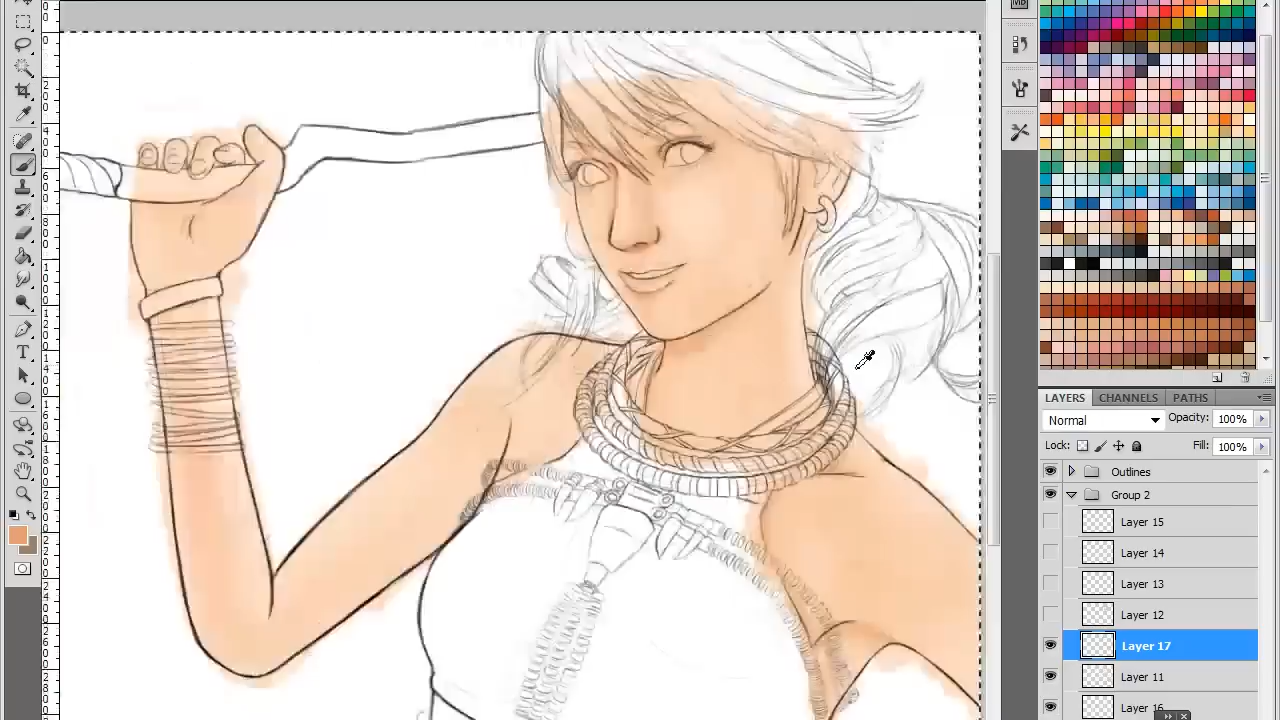 LAYERS CHANNELS PATHS
Normal Opacity: 100%
Lock: Fill: 100%
Outlines
Group 2
Layer 15
Layer 14
Layer 13
Layer 12
Layer 17
Layer 11
Layer 16